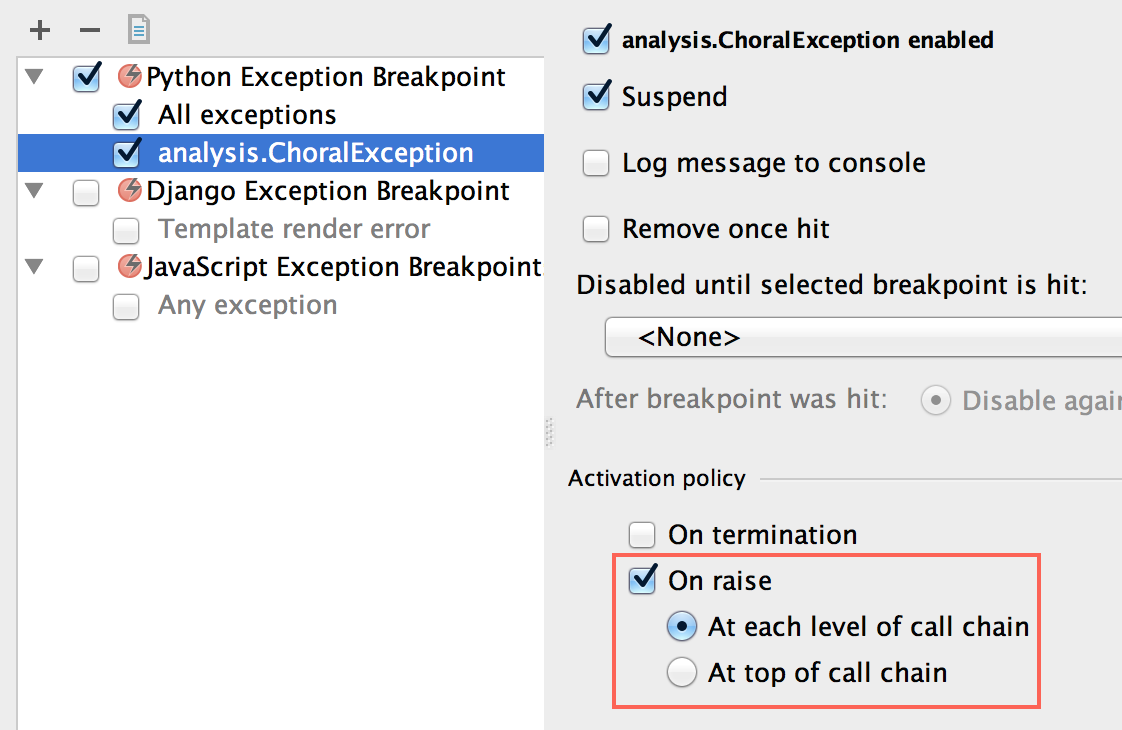 Python Exception Breakpoint
All exceptions
analysis.ChoralException
Django Exception Breakpoint
Template render error
JavaScript Exception Breakpoint
Any exception
analysis.ChoralException enabled
Suspend
Log message to console
Remove once hit
Disabled until selected breakpoint is hit:
<None>
After breakpoint was hit:
Disable again
Activation policy
On termination
On raise
At each level of call chain
At top of call chain